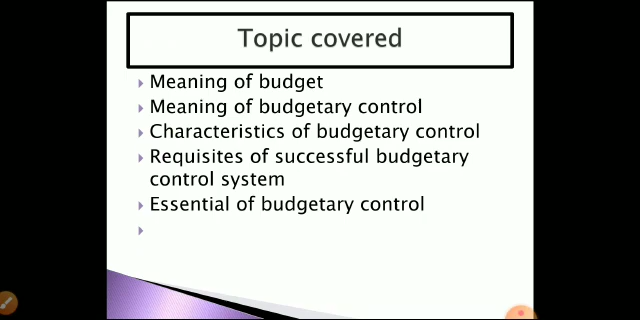 Topic covered
Meaning of budget
Meaning of budgetary control
Characteristics of budgetary control
Requisites of successful budgetary
control system
Essential of budgetary control